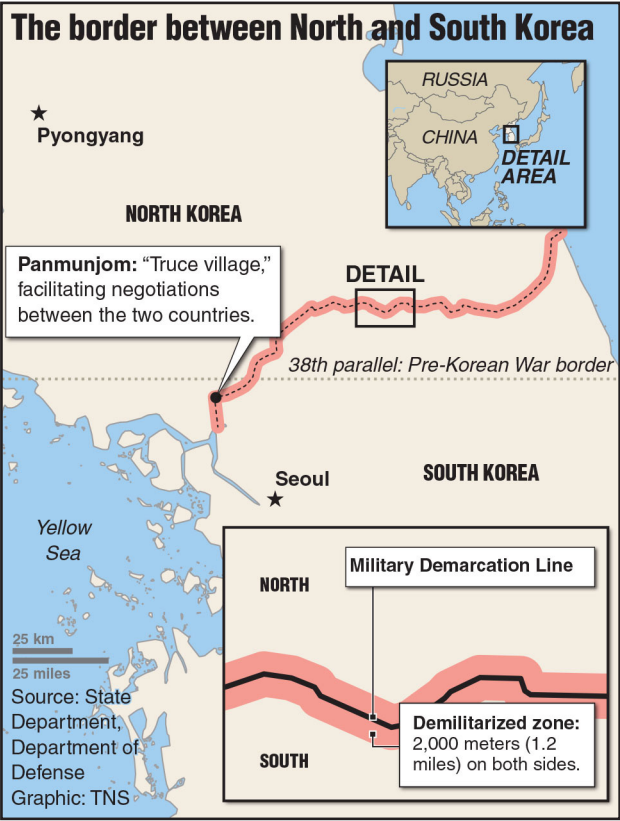 The border between North and South Korea
RUSSIA
CHINA
DETAIL
AREA
Pyongyang
NORTH KOREA
Panmunjom: “Truce village,”
facilitating negotiations
between the two countries.
DETAIL
38th parallel: Pre-Korean War border
Seoul
SOUTH KOREA
Yellow
Sea
25 km
25 miles
Source: State
Department,
Department of
Defense
Graphic: TNS
Military Demarcation Line
NORTH
SOUTH
Demilitarized zone:
2,000 meters (1.2
miles) on both sides.